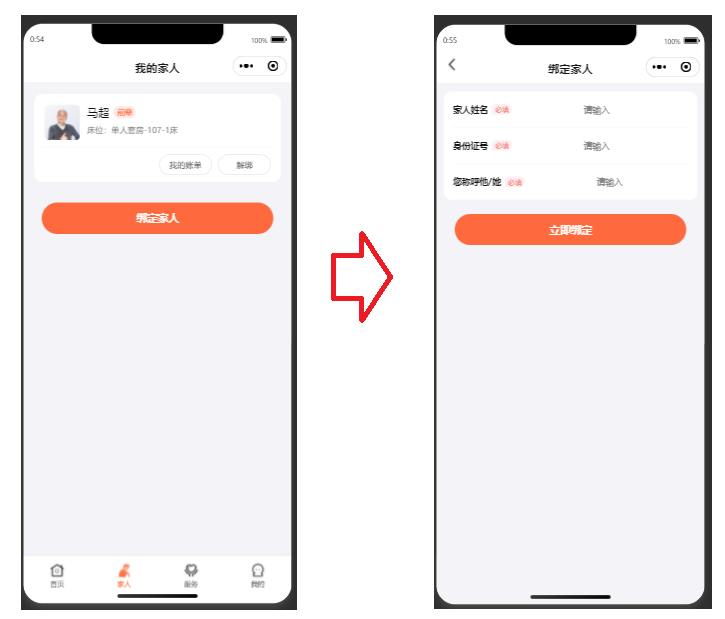 0:54
100%
我的家人
马超
床位：单人套房-107-1床
我的账单
解绑
绑定家人
首页
家人
服务
我的
0:55
100%
绑定家人
家人姓名 必填 请输入
身份证号 必填 请输入
您称呼他/她 必填 请输入
立即绑定